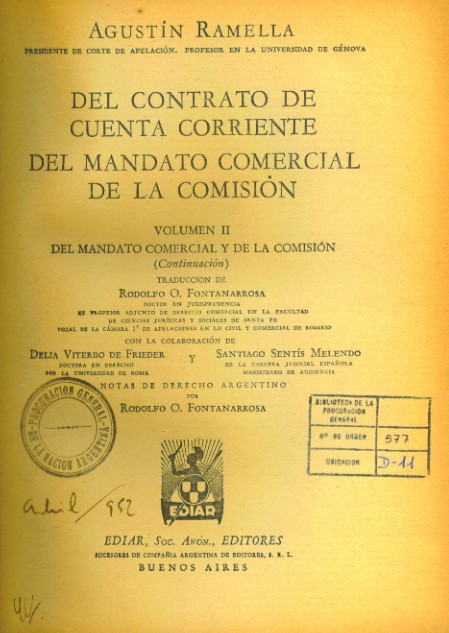 AGUSTÍN RAMELLA
PRESIDENTE DE CORTE DE APELACIÓN. PROFESOR EN LA UNIVERSIDAD DE GÉNOVA
DEL CONTRATO DE
CUENTA CORRIENTE
DEL MANDATO COMERCIAL
DE LA COMISIÓN
VOLUMEN II
DEL MANDATO COMERCIAL Y DE LA COMISIÓN
(Continuación)
TRADUCCION DE
RODOLFO O. FONTANARROSA
DOCTOR EN JURISPRUDENCIA
EX PROFESOR ADJUNTO DE DERECHO COMERCIAL EN LA FACULTAD
DE CIENCIAS JURÍDICAS Y SOCIALES DE SANTA FE
VOCAL DE LA CÁMARA 1ª DE APELACIONES EN LO CIVIL Y COMERCIAL DE ROSARIO
CON LA COLABORACIÓN DE
DELIA VITERBO DE FRIEDER
DOCTORA EN DERECHO
POR LA UNIVERSIDAD DE ROMA
Y
SANTIAGO SENTÍS MELENDO
DE LA CARRERA JUDICIAL ESPAÑOLA
MAGISTRADO DE AUDIENCIA
NOTAS DE DERECHO ARGENTINO
POR
RODOLFO O. FONTANARROSA
PROCURACION GENERAL DE LA NACION ARGENTINA
BIBLIOTECA DE LA
PROCURACION
GENERAL
Nº DE ORDEN 577
UBICACION D-11
Abril/952
EDIAR
EDIAR, SOC. ANÓN., EDITORES
SUCESORES DE COMPAÑIA ARGENTINA DE EDITORES, S. R. L.
BUENOS AIRES